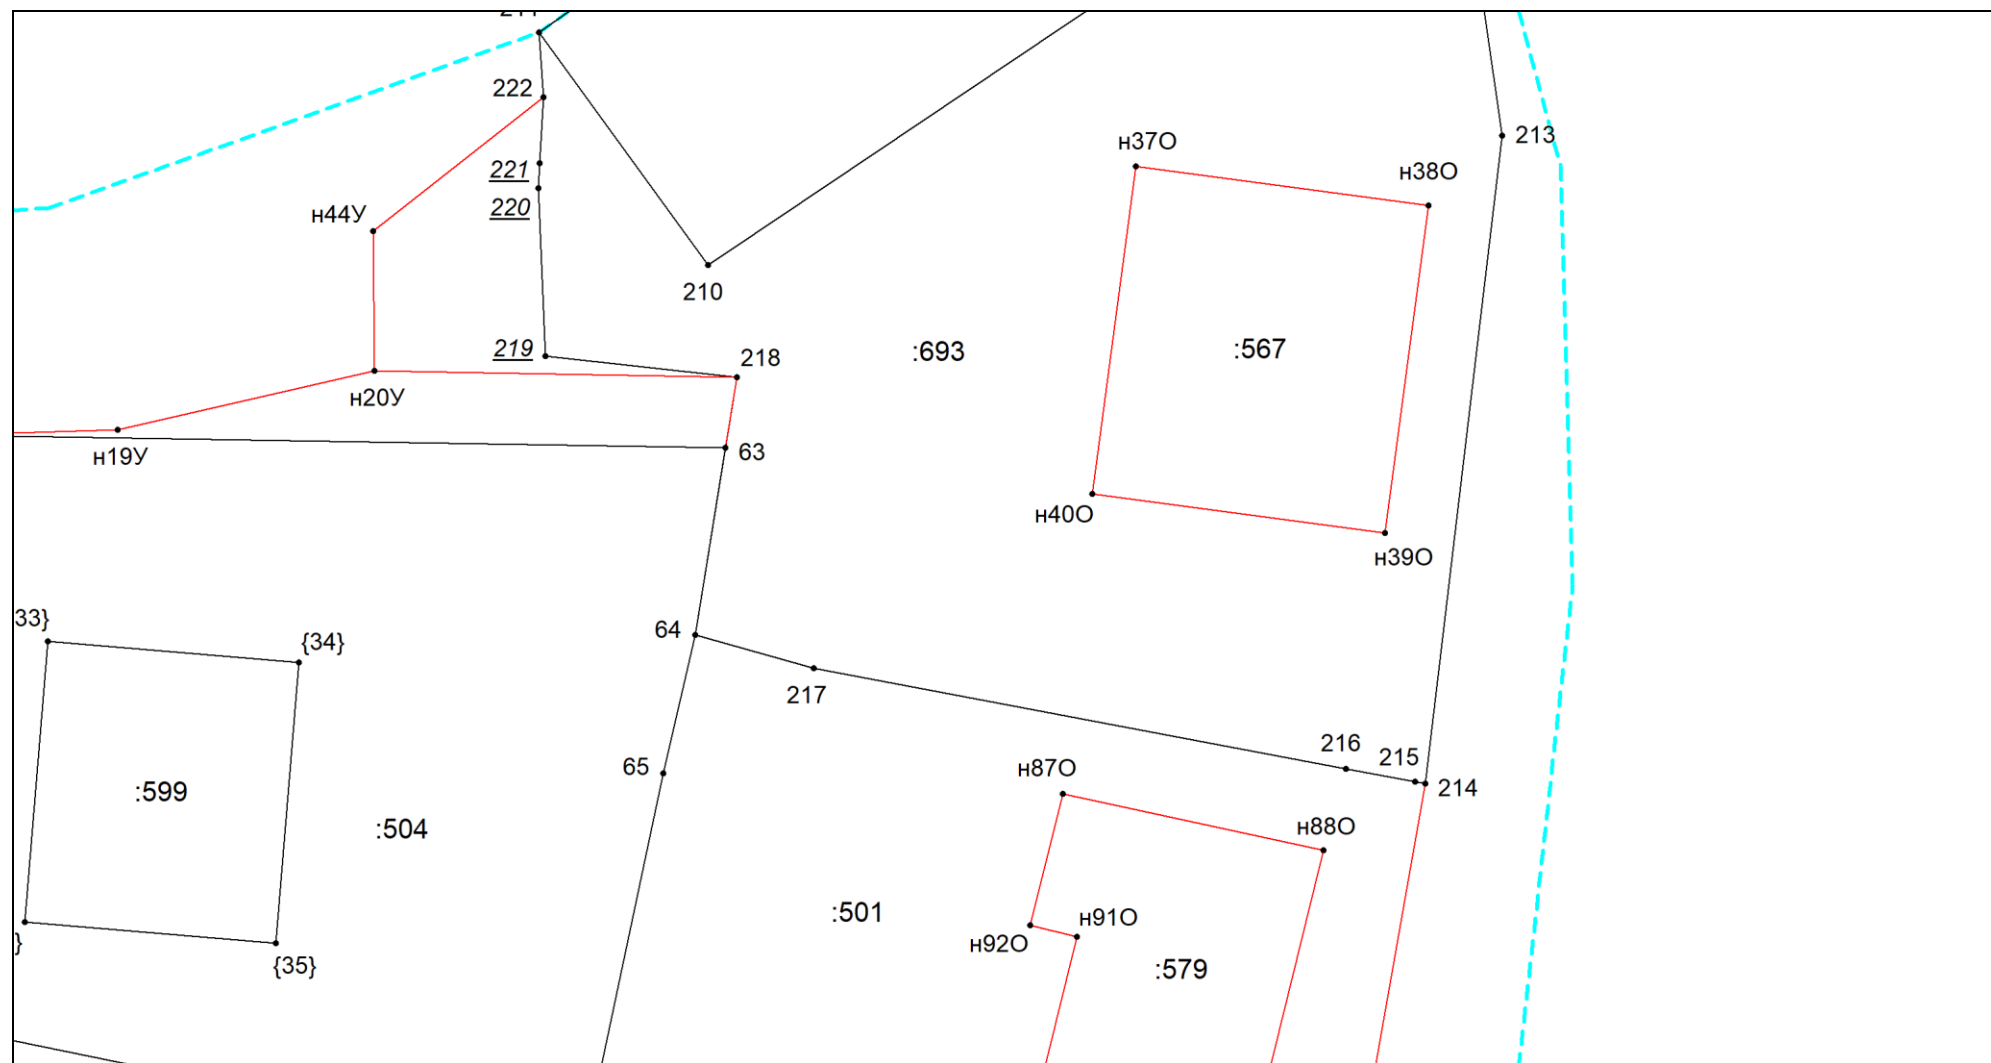 222
213
н37О
221
н38О
220
н44У
210
219
218
:693
:567
н20У
63
н19У
н40О
н39О
33}
64
{34}
217
216
215
65
н87О
214
:599
:504
н88О
:501
н91О
н92О
}
{35}
:579